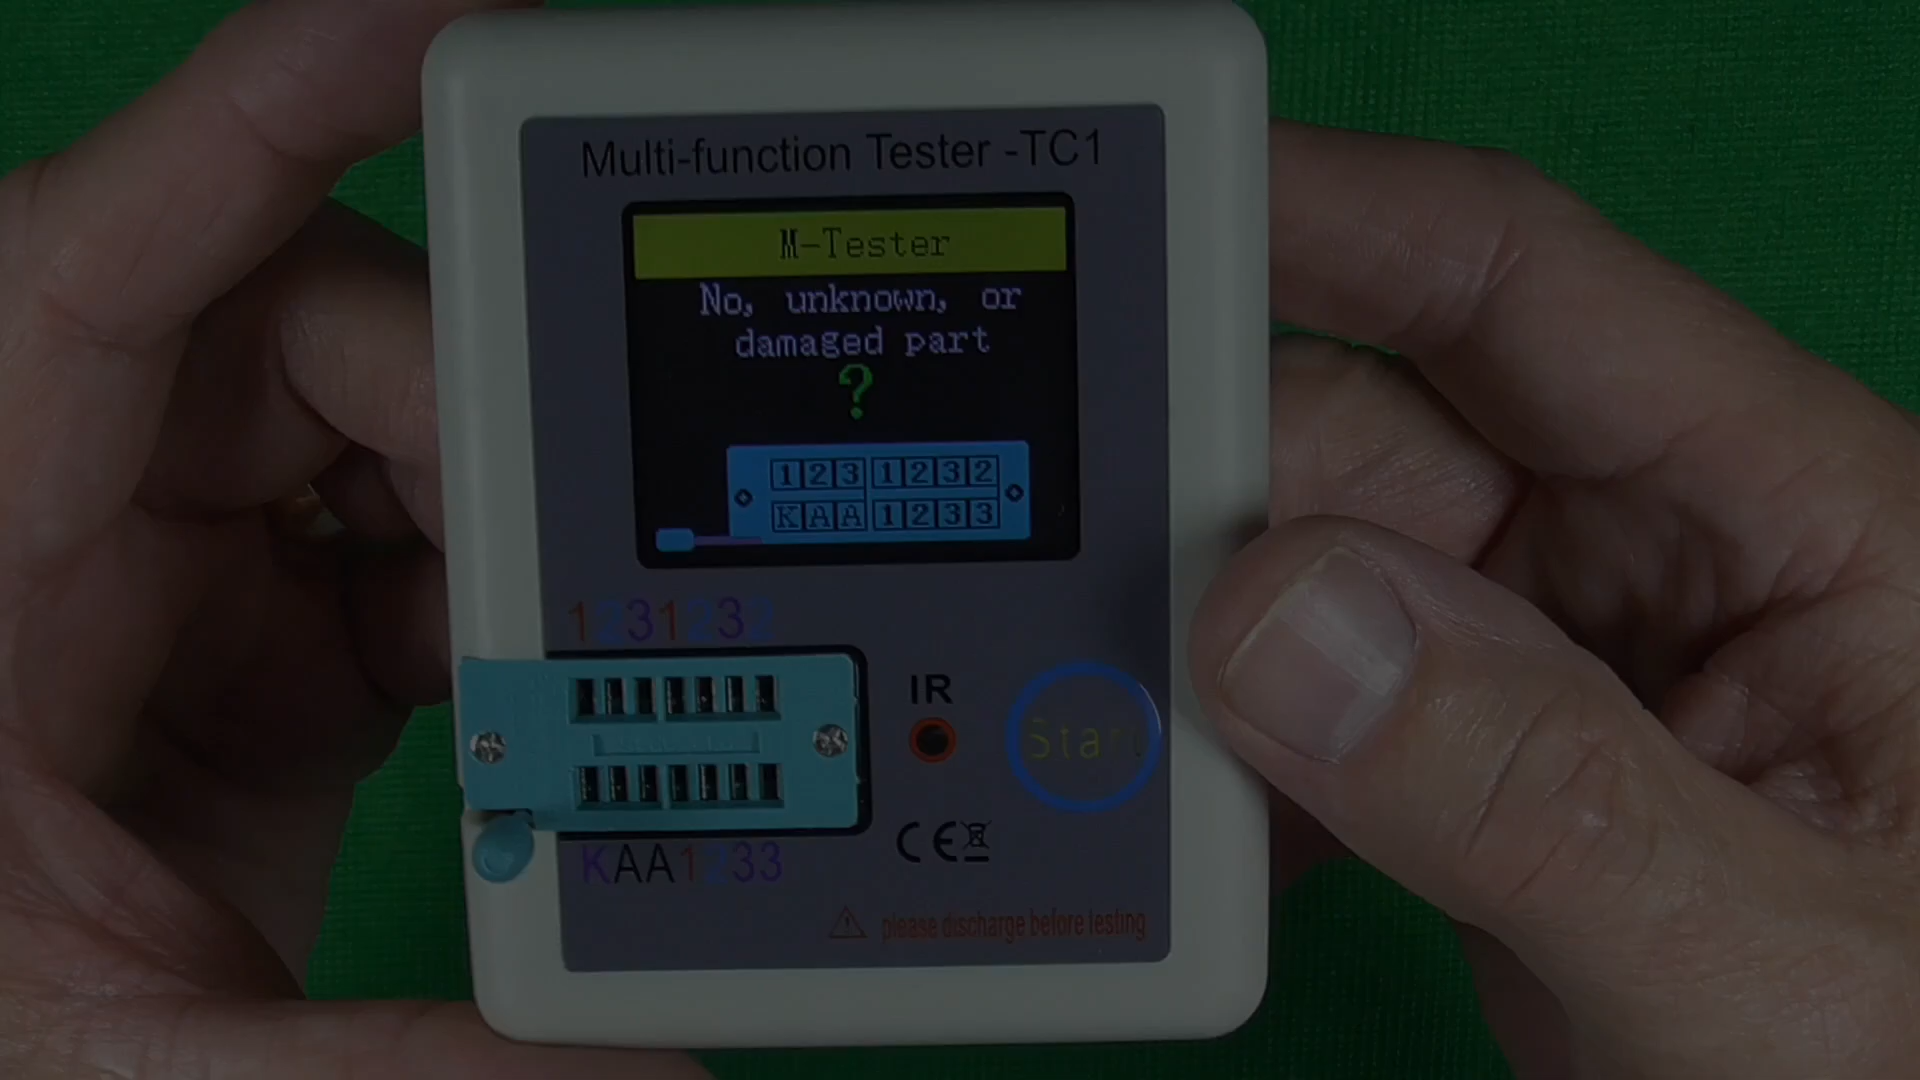 Multi-function Tester -TC1
M-Tester
No, unknown, or
damaged part
?
1 2 3 1 2 3 2
K A A 1 2 3 3
1231232
IR
Start
KAA1233
CE
please discharge before testing